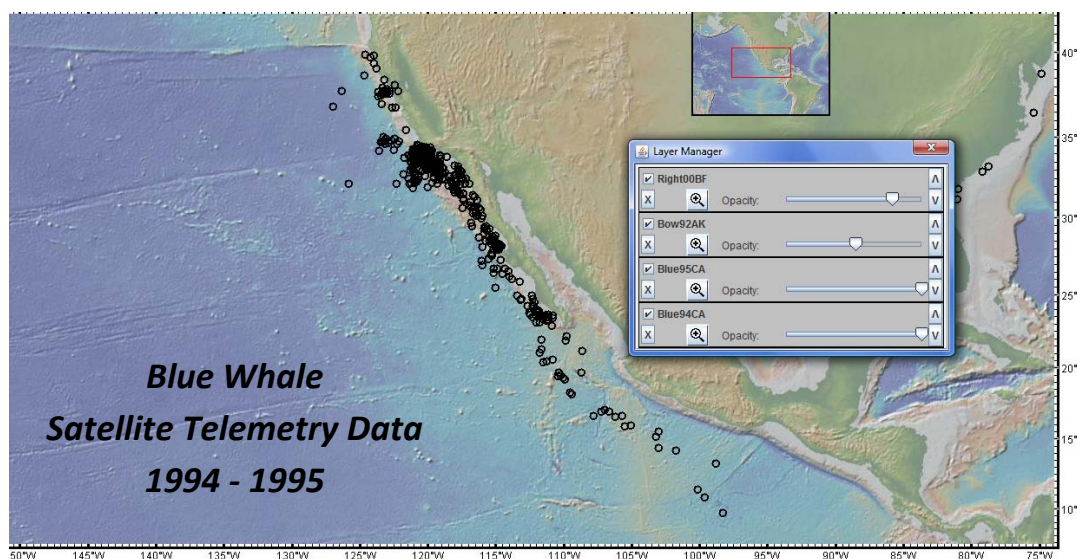 40°
35°
30°
25°
20°
15°
10°
Layer Manager
X
Right00BF
Λ
X
Opacity:
V
Bow92AK
Λ
X
Opacity:
V
Blue95CA
Λ
X
Opacity:
V
Blue94CA
Λ
X
Opacity:
V
Blue Whale
Satellite Telemetry Data
1994 - 1995
50°W 145°W 140°W 135°W 130°W 125°W 120°W 115°W 110°W 105°W 100°W 95°W 90°W 85°W 80°W 75°W